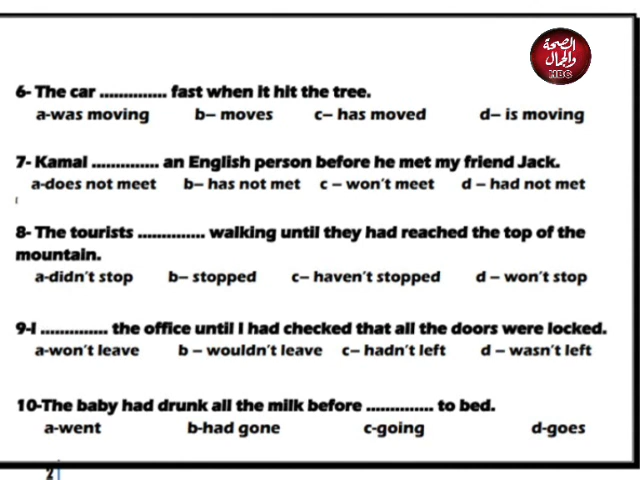 الصحة
والجمال
HBC
6- The car .............. fast when it hit the tree.
a-was moving b– moves c– has moved d– is moving
7- Kamal .............. an English person before he met my friend Jack.
a-does not meet b– has not met c – won't meet d – had not met
8- The tourists .............. walking until they had reached the top of the
mountain.
a-didn't stop b– stopped c– haven't stopped d – won't stop
9-I .............. the office until I had checked that all the doors were locked.
a-won't leave b – wouldn't leave c– hadn't left d – wasn't left
10-The baby had drunk all the milk before .............. to bed.
a-went b-had gone c-going d-goes
2